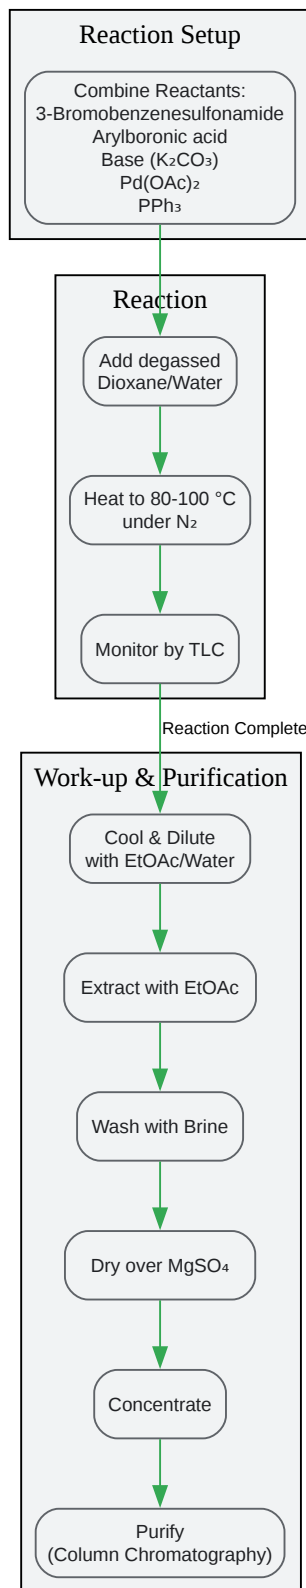 Reaction Setup
Combine Reactants:
3-Bromobenzenesulfonamide
Arylboronic acid
Base (K₂CO₃)
Pd(OAc)₂
PPh₃
Reaction
Add degassed
Dioxane/Water
Heat to 80-100 °C
under N₂
Monitor by TLC
Reaction Complete
Work-up & Purification
Cool & Dilute
with EtOAc/Water
Extract with EtOAc
Wash with Brine
Dry over MgSO₄
Concentrate
Purify
(Column Chromatography)